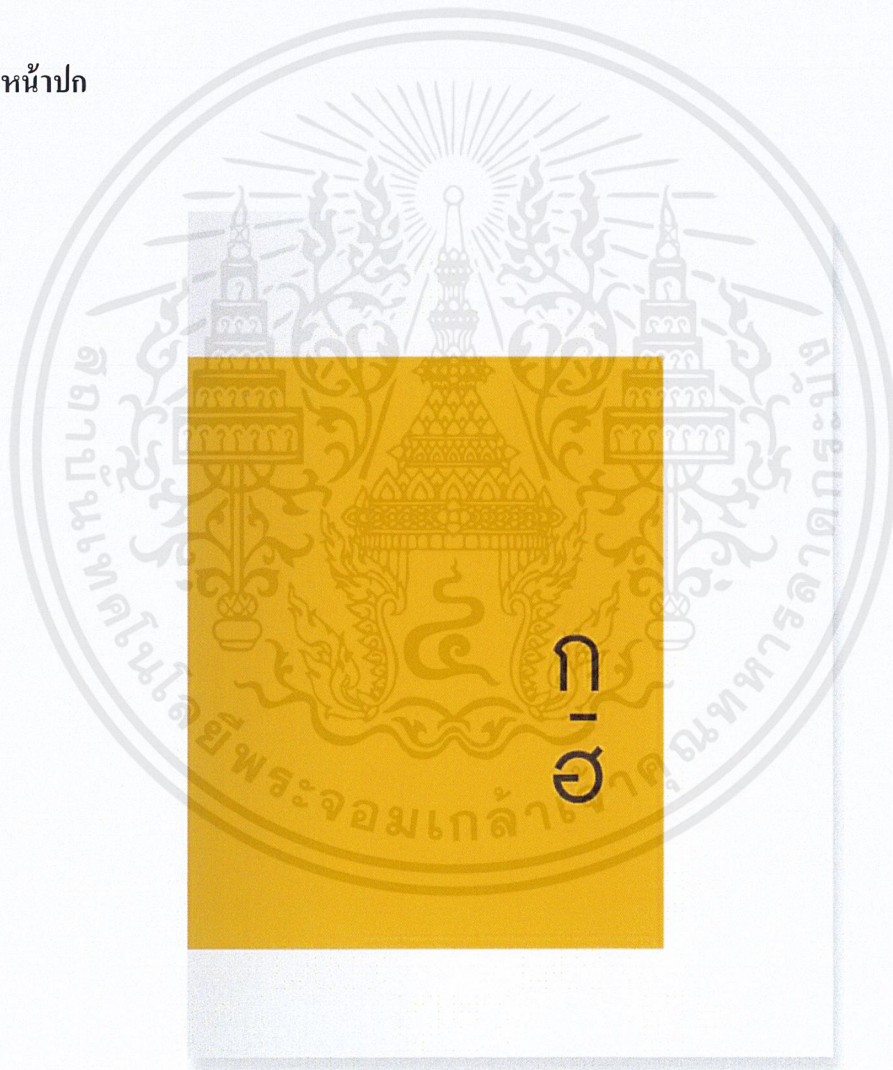 หน้าปก
ก
-
ฮ
สถาบันเทคโนโลยีพระจอมเกล้าเจ้าคุณทหารลาดกระบัง
๔